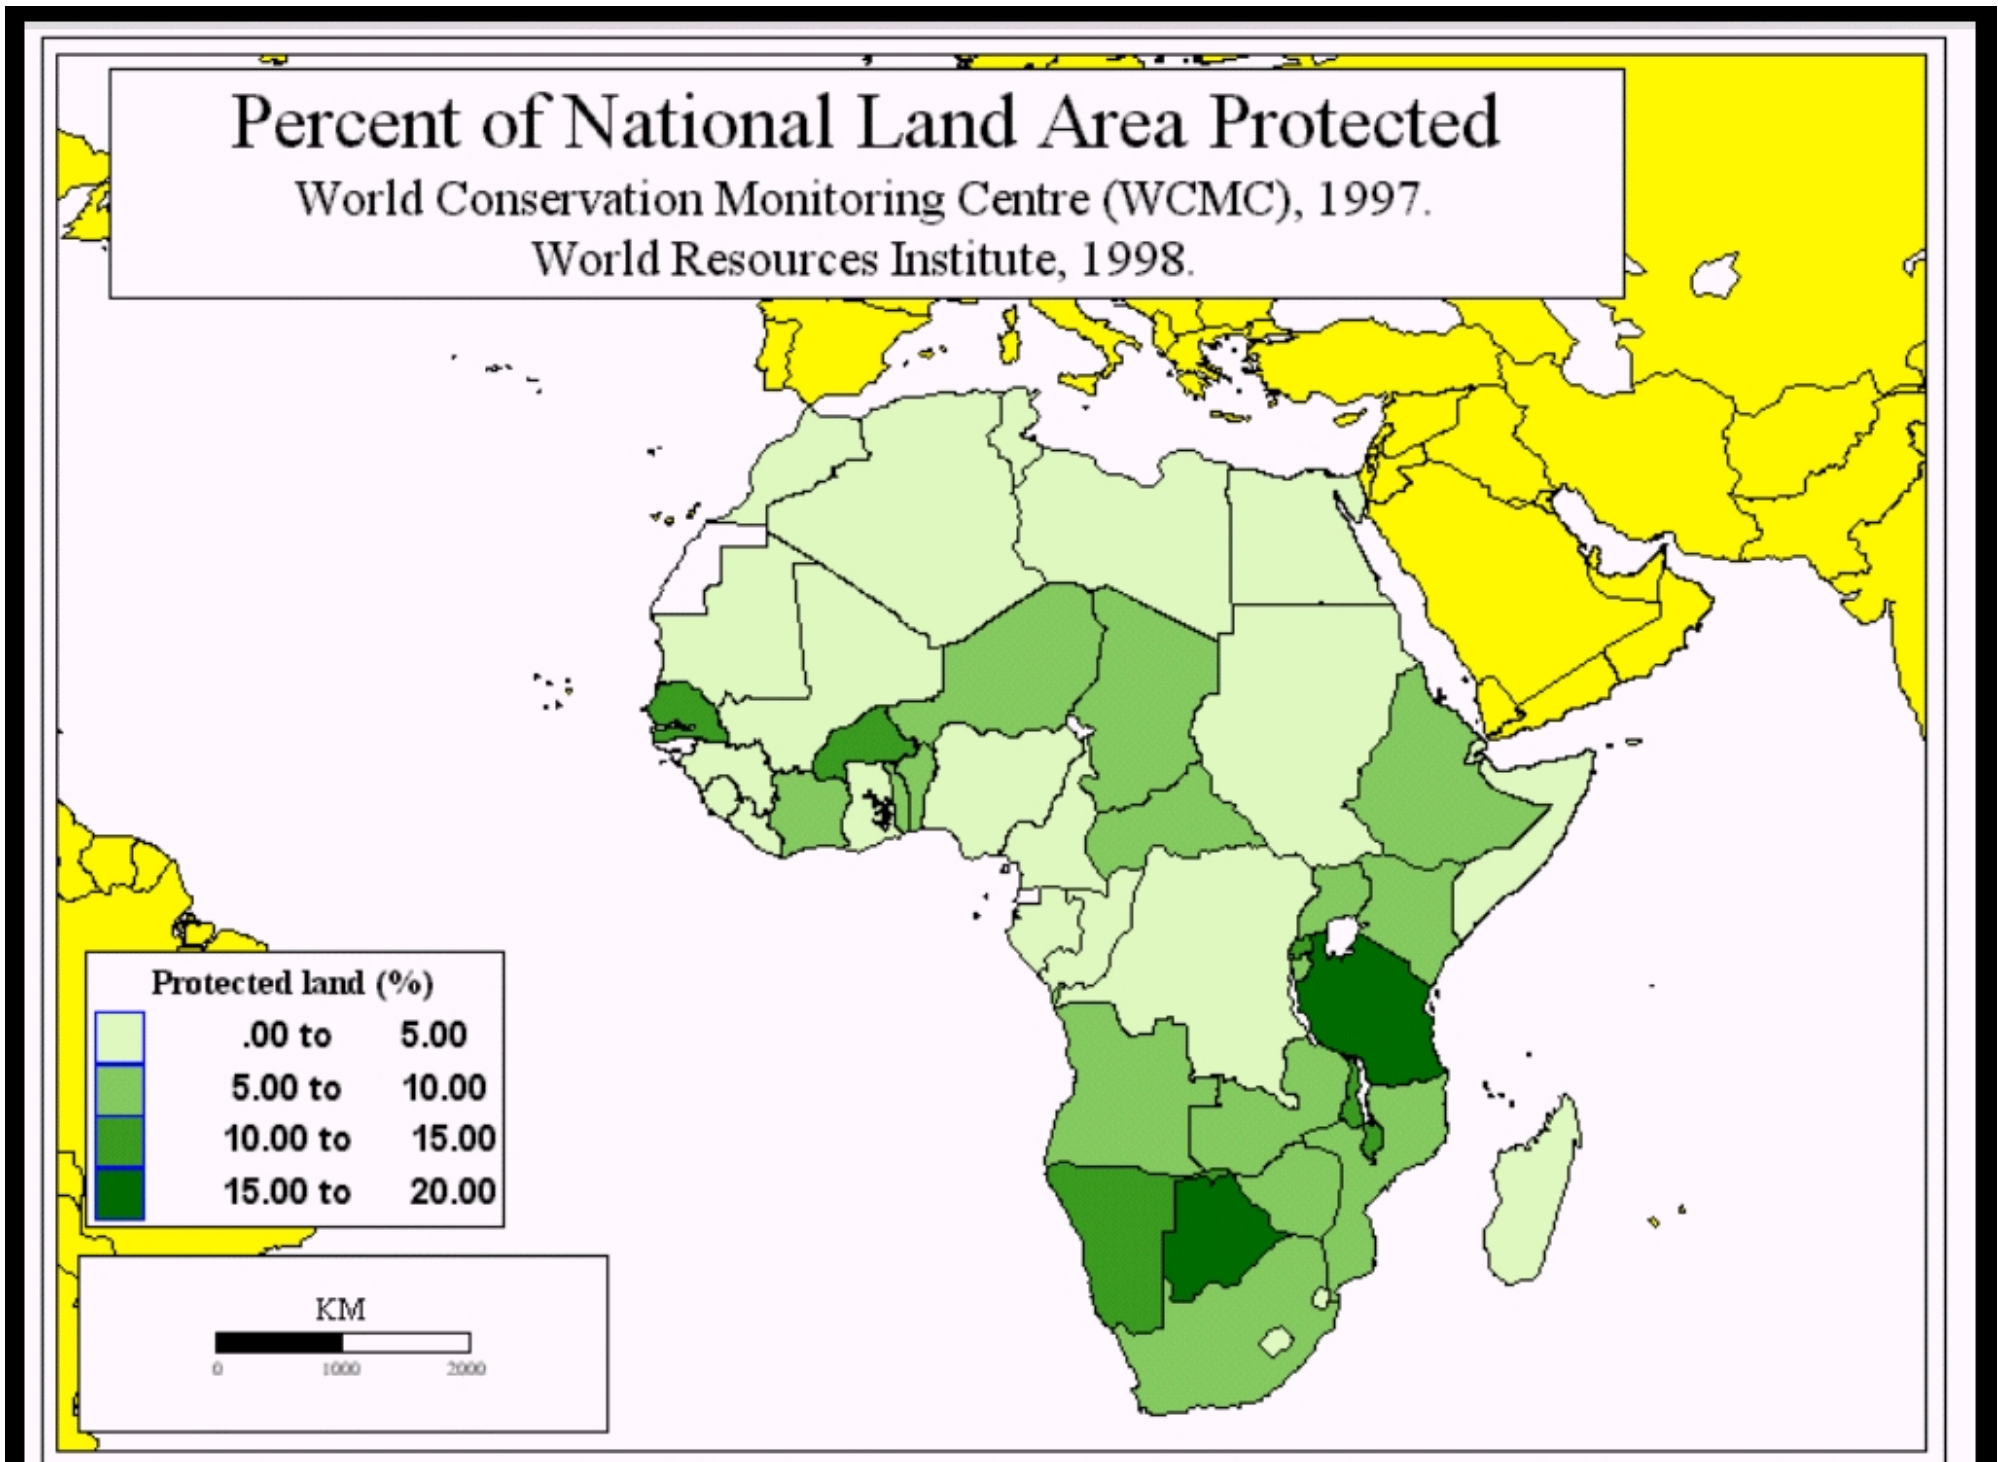 Percent of National Land Area Protected
World Conservation Monitoring Centre (WCMC), 1997.
World Resources Institute, 1998.
Protected land (%)
.00 to 5.00
5.00 to 10.00
10.00 to 15.00
15.00 to 20.00
KM
0 1000 2000